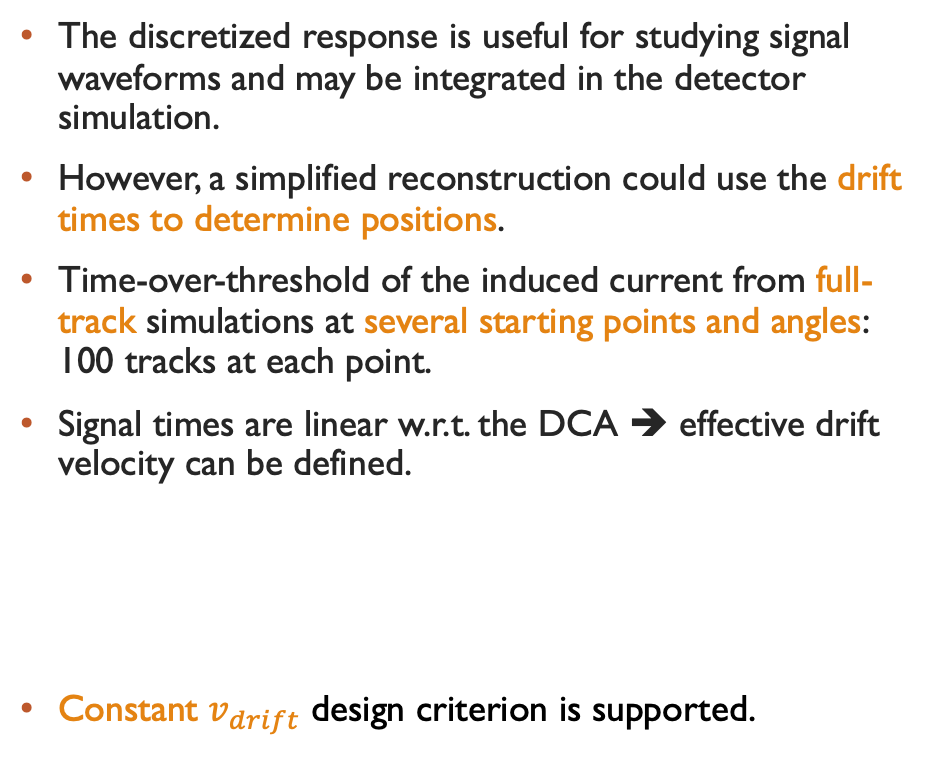 • The discretized response is useful for studying signal
waveforms and may be integrated in the detector
simulation.
• However, a simplified reconstruction could use the drift
times to determine positions.
• Time-over-threshold of the induced current from full-
track simulations at several starting points and angles:
100 tracks at each point.
• Signal times are linear w.r.t. the DCA ➔ effective drift
velocity can be defined.
• Constant v_drift design criterion is supported.